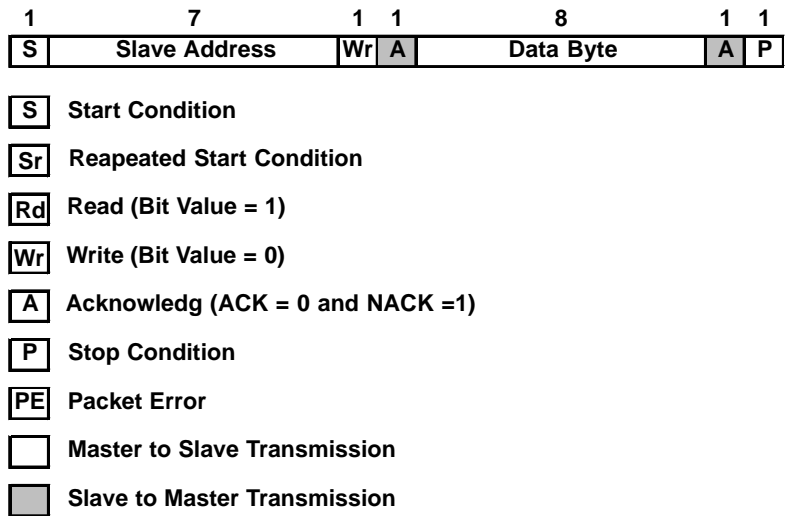 1 7 1 1 8 1 1
S Slave Address Wr A Data Byte A P
S Start Condition
Sr Reapeated Start Condition
Rd Read (Bit Value = 1)
Wr Write (Bit Value = 0)
A Acknowledg (ACK = 0 and NACK =1)
P Stop Condition
PE Packet Error
Master to Slave Transmission
Slave to Master Transmission